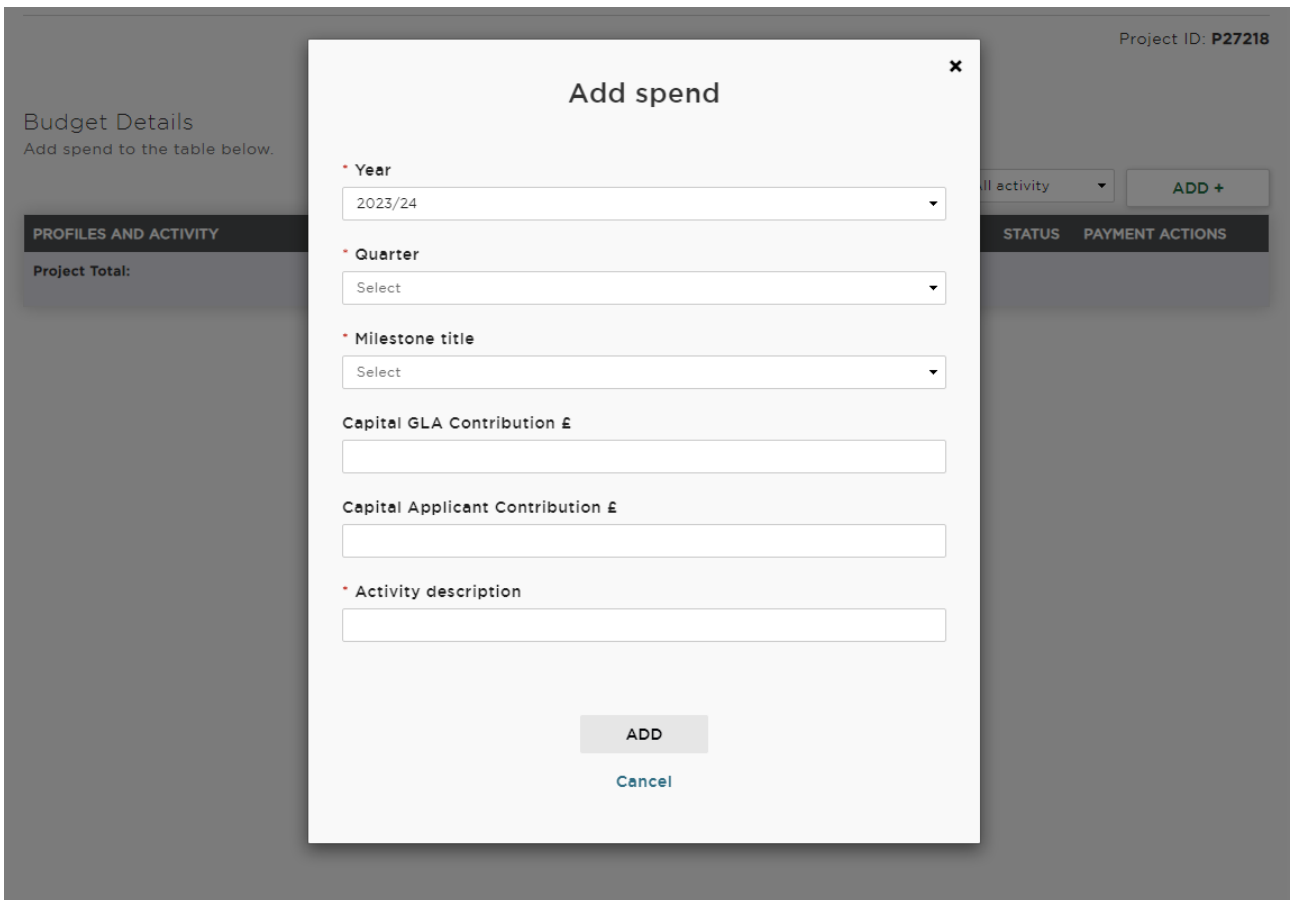 Project ID: P27218
Add spend
Budget Details
Add spend to the table below.
* Year
2023/24
activity
ADD +
PROFILES AND ACTIVITY
STATUS
PAYMENT ACTIONS
Project Total:
* Quarter
Select
* Milestone title
Select
Capital GLA Contribution £
Capital Applicant Contribution £
* Activity description
ADD
Cancel